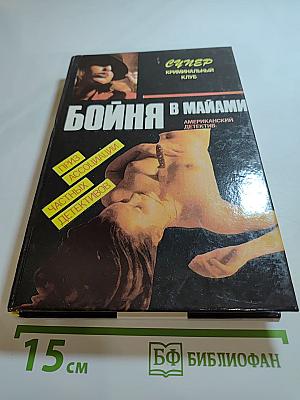 СУПЕР
КРИМИНАЛЬНЫЙ
КЛУБ
БОЙНЯ В МАЙАМИ
АМЕРИКАНСКИЙ
ДЕТЕКТИВ
ПРИЗ
АССОЦИАЦИИ
ЧАСТНЫХ
ДЕТЕКТИВОВ
15 см
БФ БИБЛИОФАН